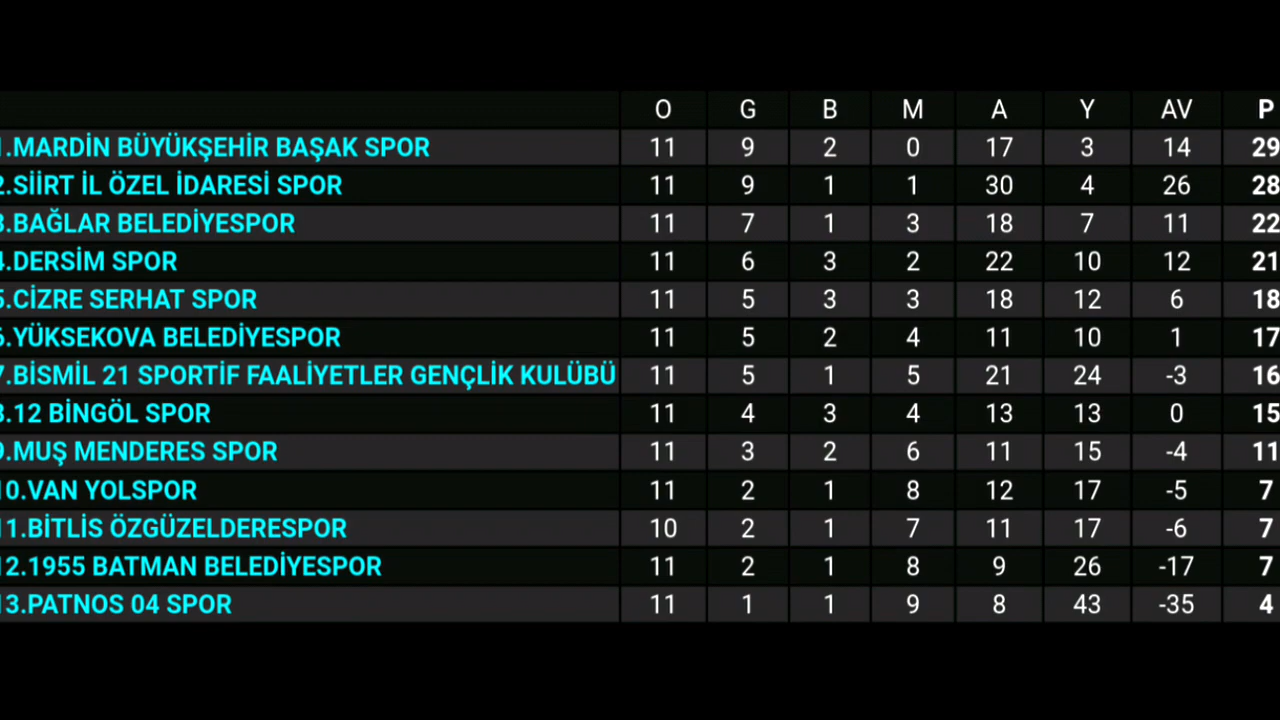 O G B M A Y AV P
1.MARDİN BÜYÜKŞEHİR BAŞAK SPOR 11 9 2 0 17 3 14 29
2.SİİRT İL ÖZEL İDARESİ SPOR 11 9 1 1 30 4 26 28
3.BAĞLAR BELEDİYESPOR 11 7 1 3 18 7 11 22
4.DERSİM SPOR 11 6 3 2 22 10 12 21
5.CİZRE SERHAT SPOR 11 5 3 3 18 12 6 18
6.YÜKSEKOVA BELEDİYESPOR 11 5 2 4 11 10 1 17
7.BİSMİL 21 SPORTİF FAALİYETLER GENÇLİK KULÜBÜ 11 5 1 5 21 24 -3 16
8.12 BİNGÖL SPOR 11 4 3 4 13 13 0 15
9.MUŞ MENDERES SPOR 11 3 2 6 11 15 -4 11
10.VAN YOLSPOR 11 2 1 8 12 17 -5 7
11.BİTLİS ÖZGÜZELDERESPOR 10 2 1 7 11 17 -6 7
12.1955 BATMAN BELEDİYESPOR 11 2 1 8 9 26 -17 7
13.PATNOS 04 SPOR 11 1 1 9 8 43 -35 4